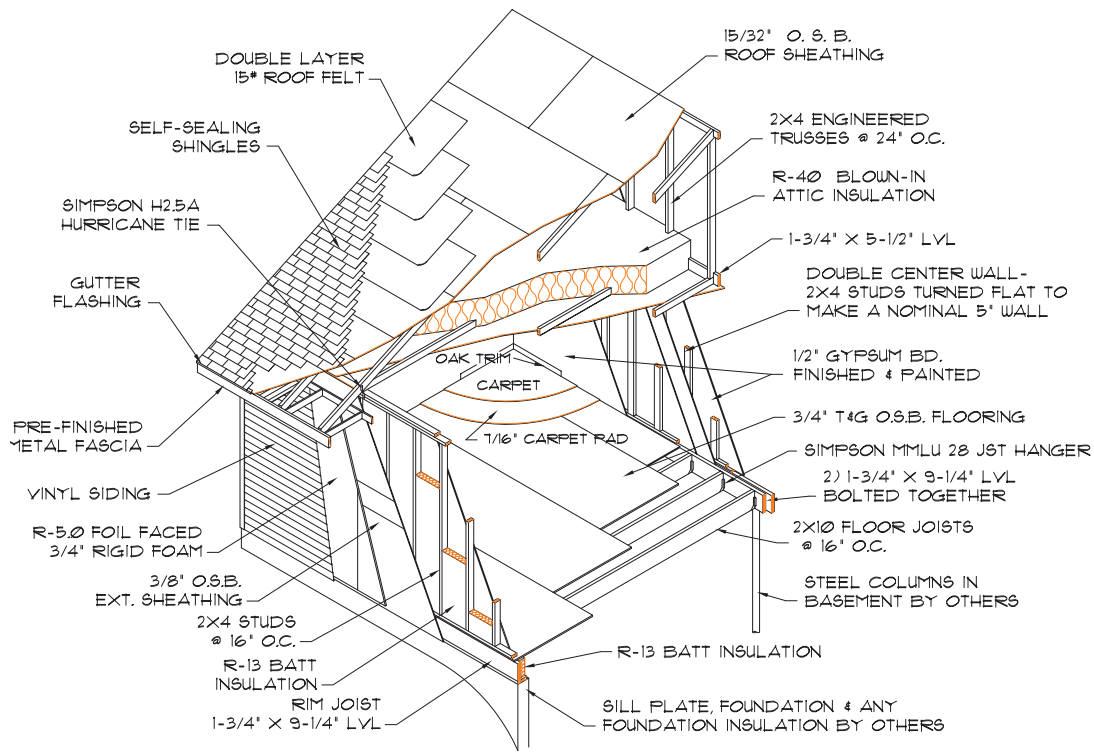 15/32" O. S. B.
ROOF SHEATHING
DOUBLE LAYER
15# ROOF FELT
2X4 ENGINEERED
TRUSSES @ 24" O.C.
SELF-SEALING
SHINGLES
R-40 BLOWN-IN
ATTIC INSULATION
SIMPSON H2.5A
HURRICANE TIE
1-3/4" X 5-1/2" LVL
GUTTER
FLASHING
DOUBLE CENTER WALL-
2X4 STUDS TURNED FLAT TO
MAKE A NOMINAL 5" WALL
OAK TRIM
CARPET
7/16" CARPET PAD
1/2" GYPSUM BD.
FINISHED & PAINTED
PRE-FINISHED
METAL FASCIA
3/4" T&G O.S.B. FLOORING
SIMPSON MMLU 28 JST HANGER
VINYL SIDING
2) 1-3/4" X 9-1/4" LVL
BOLTED TOGETHER
R-5.0 FOIL FACED
3/4" RIGID FOAM
2X10 FLOOR JOISTS
@ 16" O.C.
3/8" O.S.B.
EXT. SHEATHING
STEEL COLUMNS IN
BASEMENT BY OTHERS
2X4 STUDS
@ 16" O.C.
R-13 BATT
INSULATION
R-13 BATT INSULATION
RIM JOIST
1-3/4" X 9-1/4" LVL
SILL PLATE, FOUNDATION & ANY
FOUNDATION INSULATION BY OTHERS